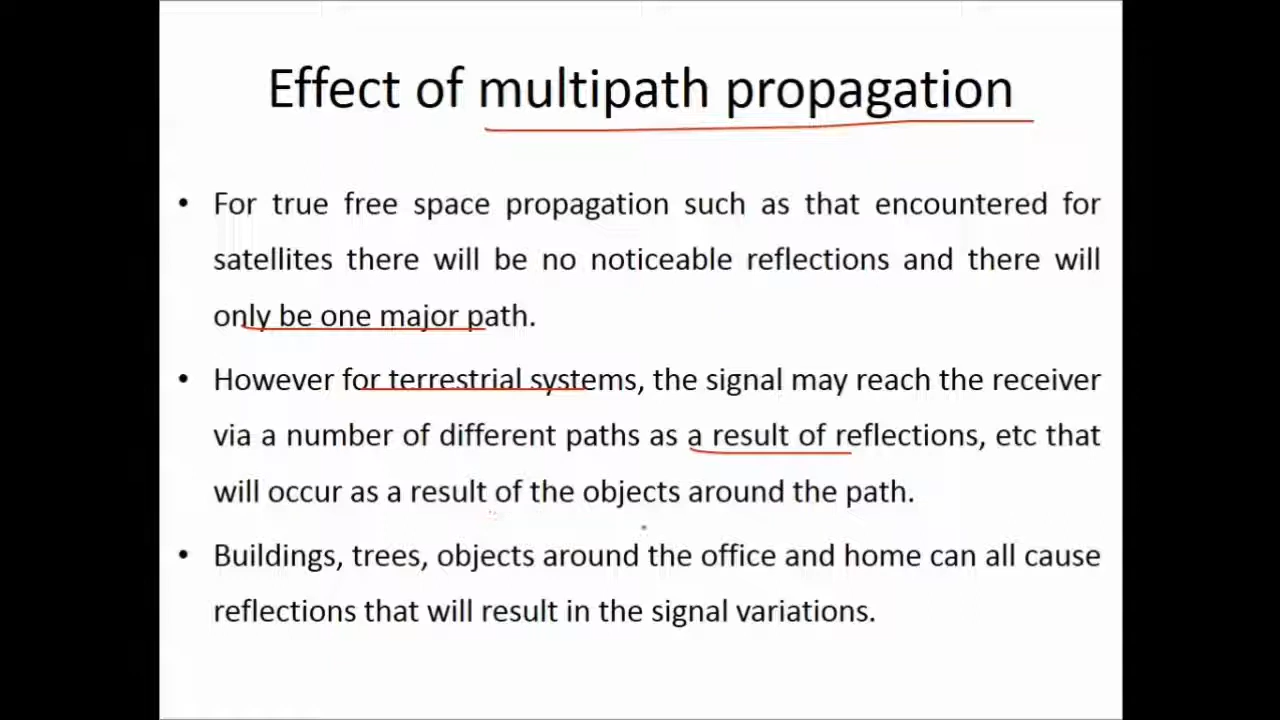 Effect of multipath propagation
• For true free space propagation such as that encountered for
satellites there will be no noticeable reflections and there will
only be one major path.
• However for terrestrial systems, the signal may reach the receiver
via a number of different paths as a result of reflections, etc that
will occur as a result of the objects around the path.
• Buildings, trees, objects around the office and home can all cause
reflections that will result in the signal variations.